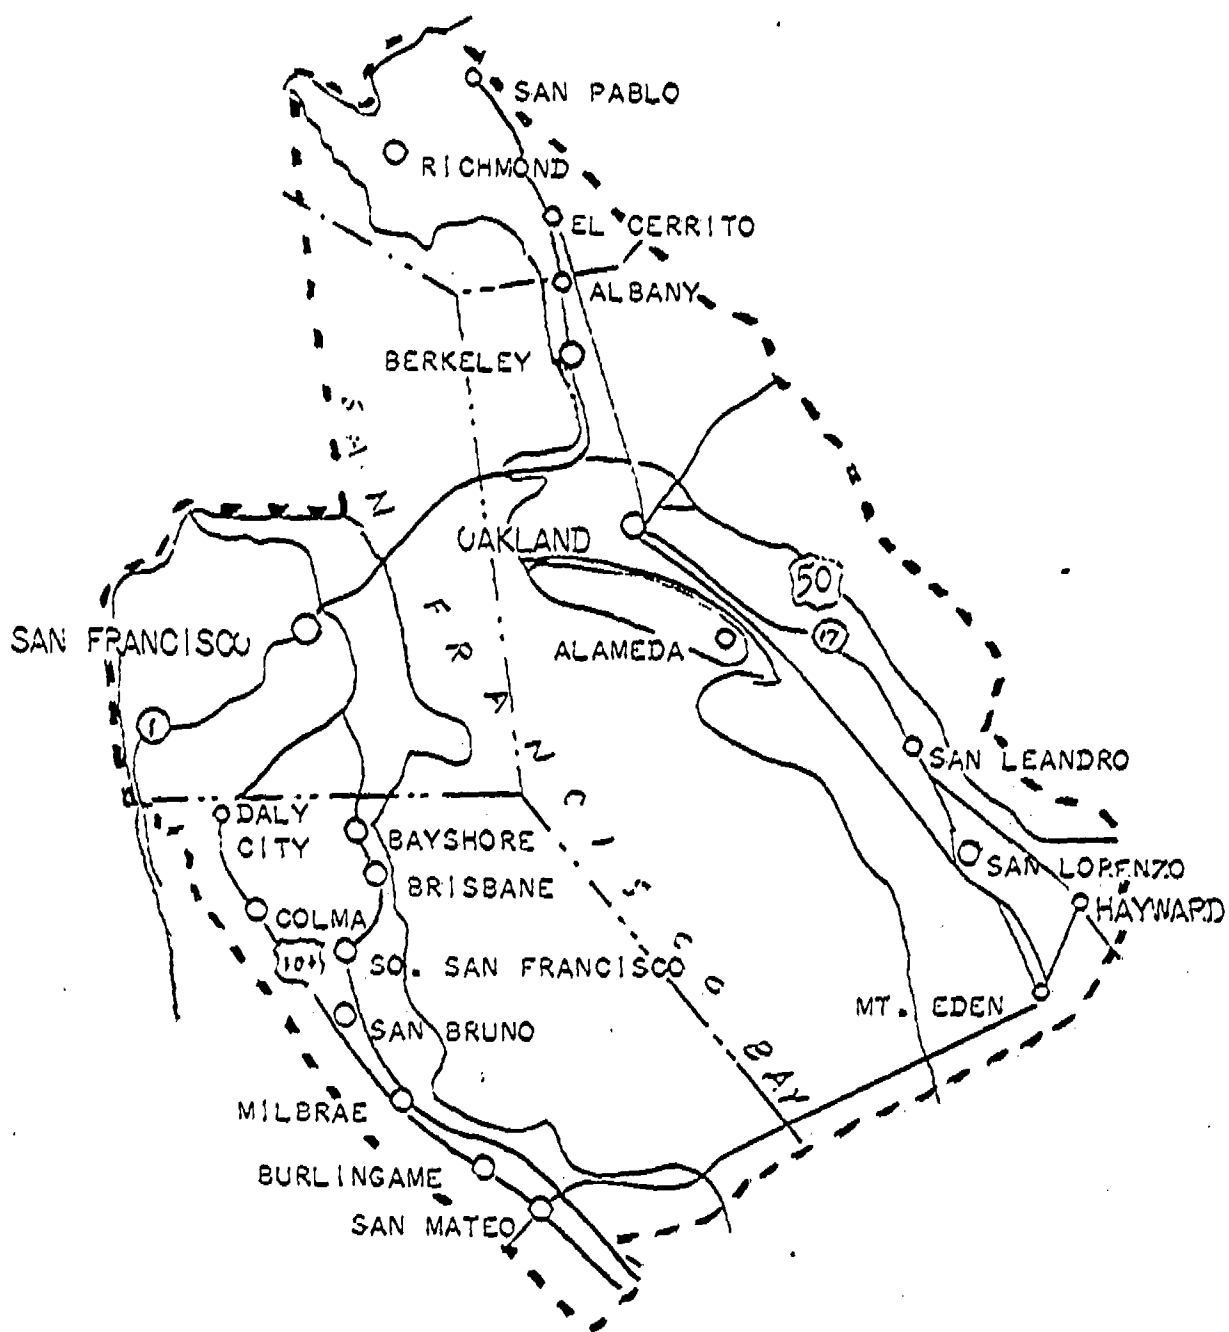 SAN PABLO
RICHMOND
EL CERRITO
ALBANY
BERKELEY
OAKLAND
50
SAN FRANCISCO
ALAMEDA
17
1
SAN FRANCISCO BAY
SAN LEANDRO
DALY
CITY
BAYSHORE
SAN LORENZO
BRISBANE
HAYWARD
COLMA
101
SO. SAN FRANCISCO
MT. EDEN
SAN BRUNO
MILBRAE
BURLINGAME
SAN MATEO